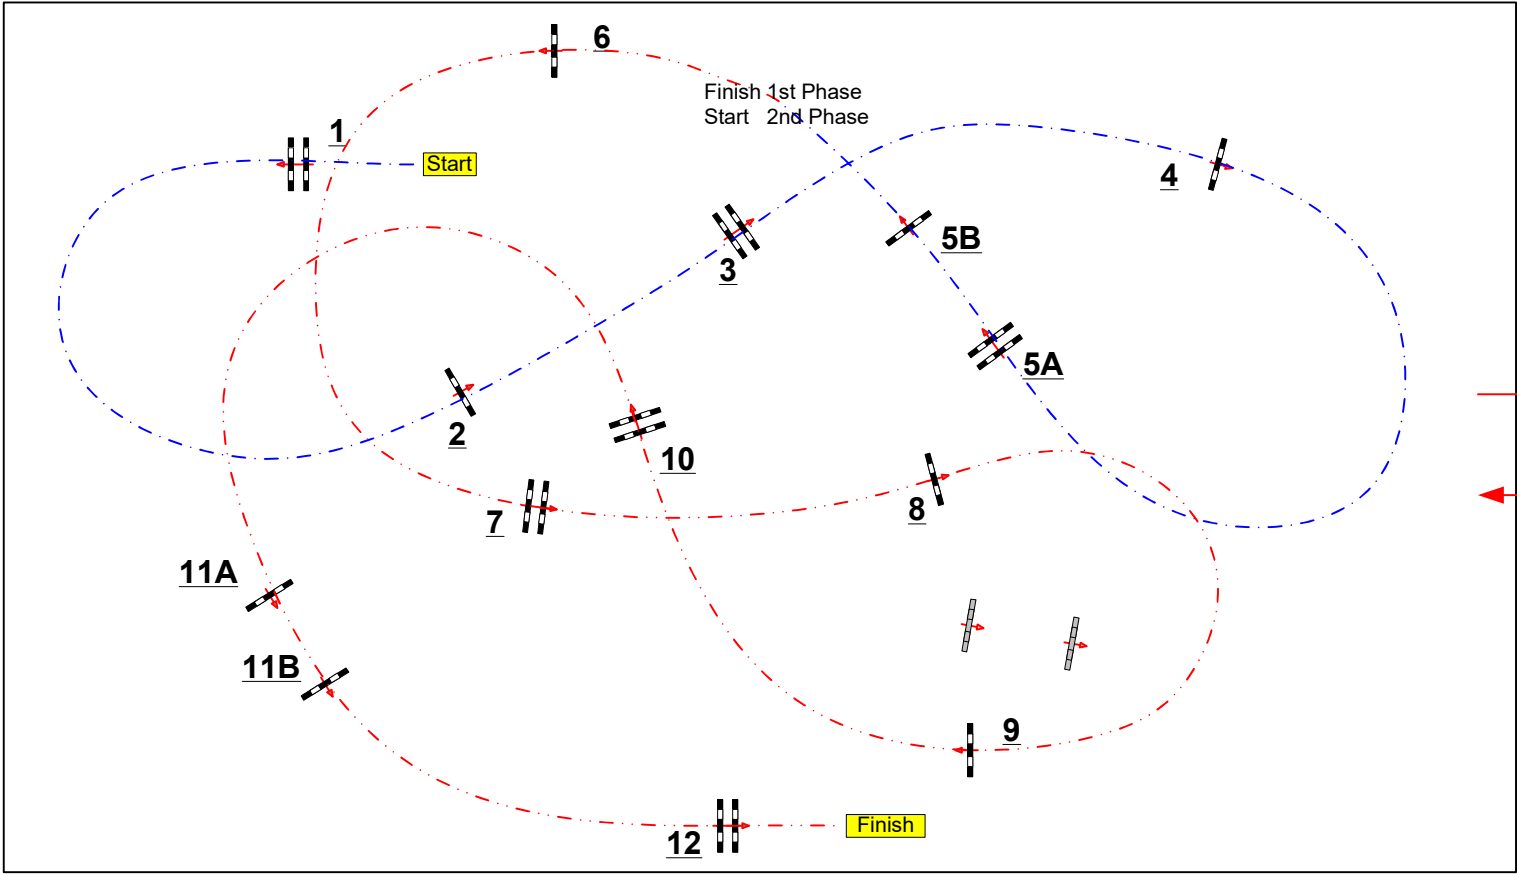 6
Finish 1st Phase
Start 2nd Phase
1
Start
4
5B
3
5A
2
10
8
7
11A
11B
9
Finish
12